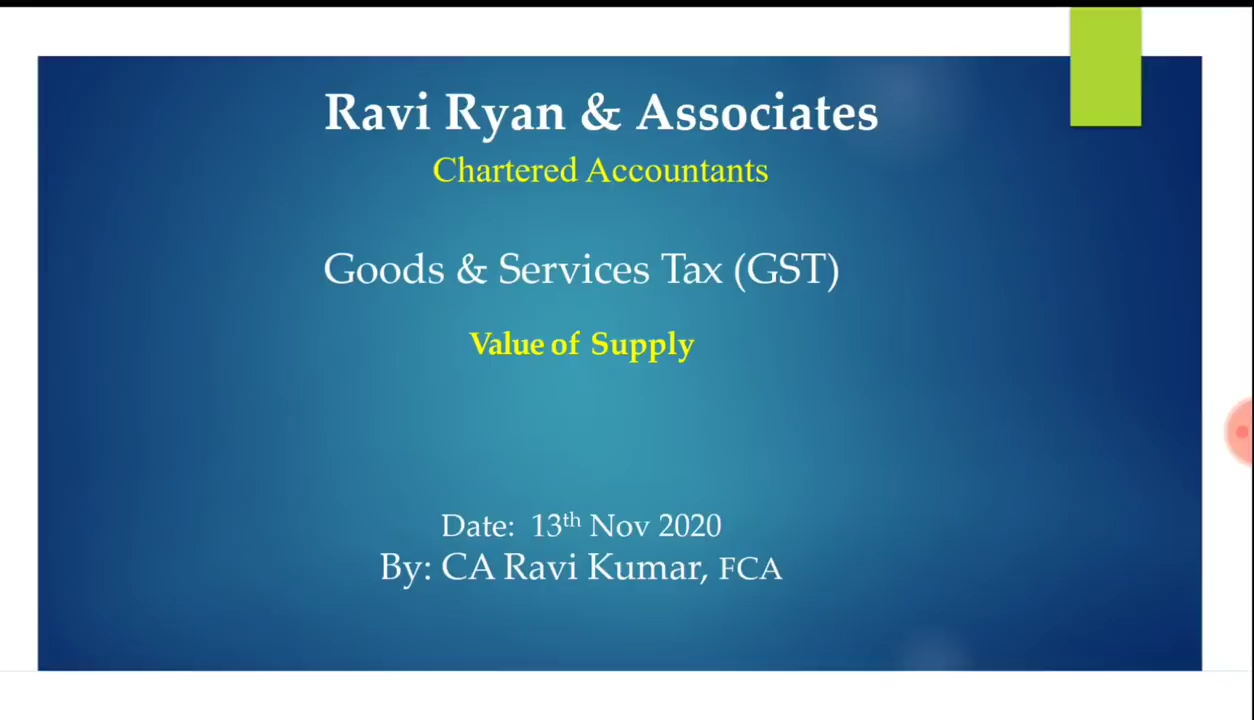 Ravi Ryan & Associates
Chartered Accountants
Goods & Services Tax (GST)
Value of Supply
Date: 13th Nov 2020
By: CA Ravi Kumar, FCA